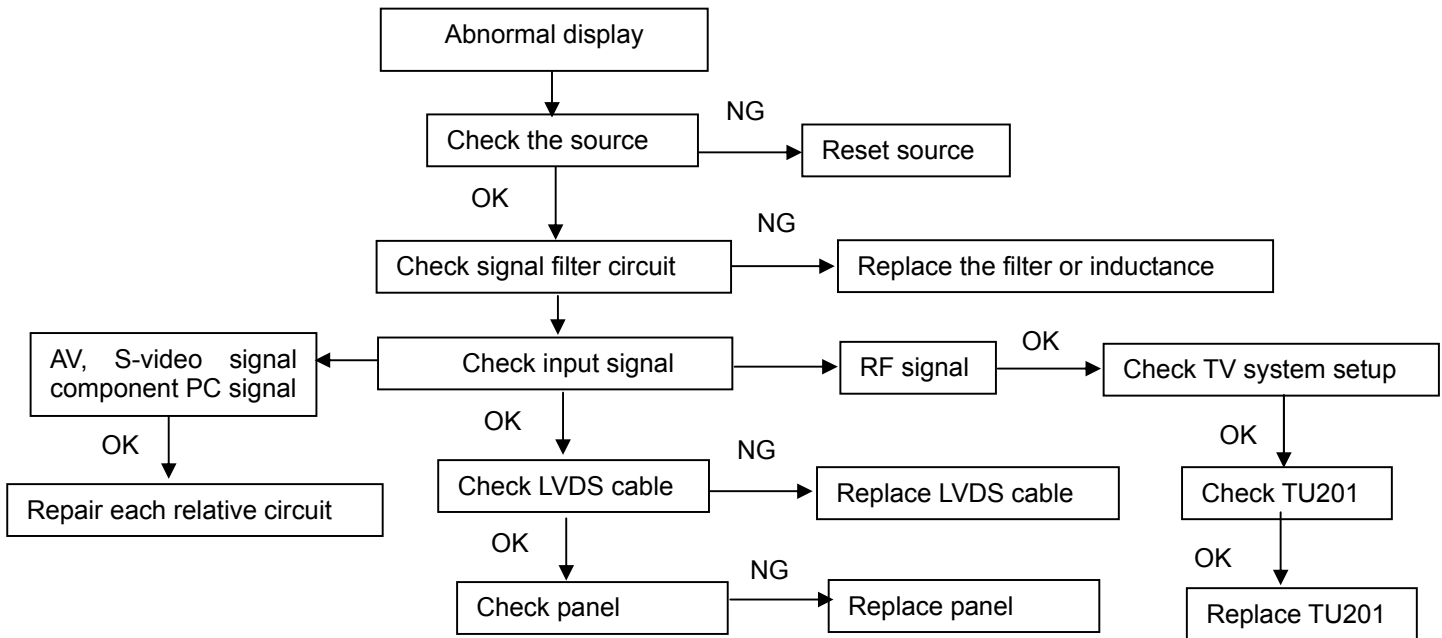 Abnormal display
NG
Check the source
Reset source
OK
NG
Check signal filter circuit
Replace the filter or inductance
AV, S-video signal
component PC signal
Check input signal
RF signal
OK
Check TV system setup
OK
OK
OK
NG
Check LVDS cable
Replace LVDS cable
Check TU201
Repair each relative circuit
OK
NG
OK
Check panel
Replace panel
Replace TU201